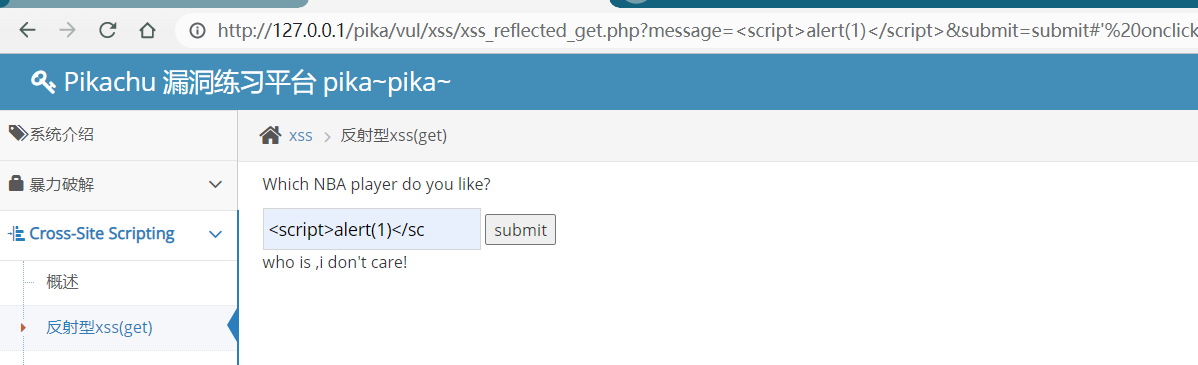 http://127.0.0.1/pika/vul/xss/xss_reflected_get.php?message=<script>alert(1)</script>&submit=submit#'%20onclick
Pikachu 漏洞练习平台 pika~pika~
系统介绍
xss > 反射型xss(get)
暴力破解
Which NBA player do you like?
Cross-Site Scripting
<script>alert(1)</sc submit
who is ,i don't care!
概述
反射型xss(get)